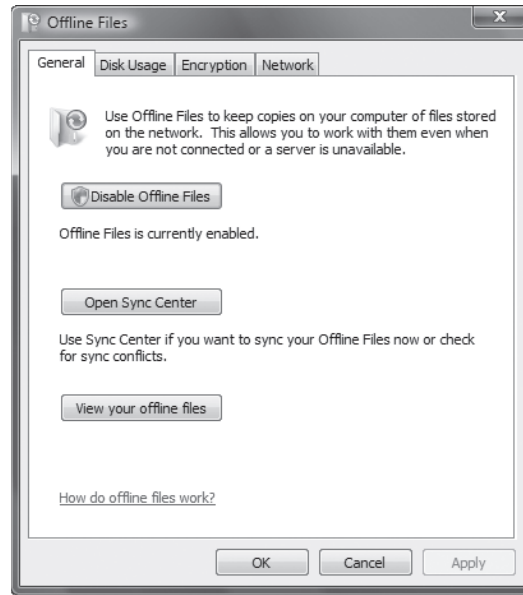 Offline Files
General
Disk Usage
Encryption
Network
Use Offline Files to keep copies on your computer of files stored
on the network. This allows you to work with them even when
you are not connected or a server is unavailable.
Disable Offline Files
Offline Files is currently enabled.
Open Sync Center
Use Sync Center if you want to sync your Offline Files now or check
for sync conflicts.
View your offline files
How do offline files work?
OK
Cancel
Apply